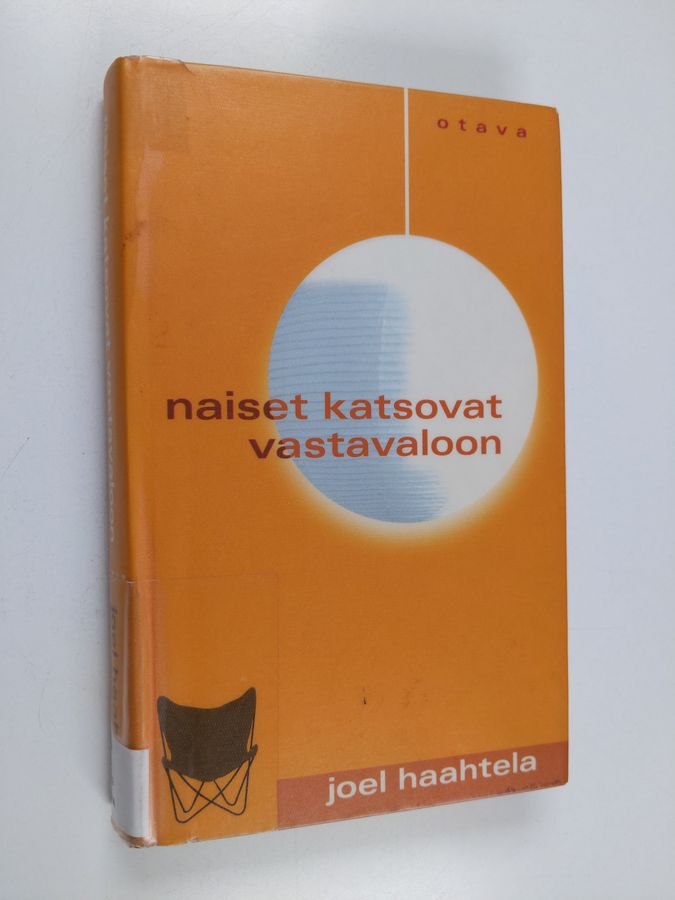 otava
naiset katsovat
vastavaloon
joel haahtela